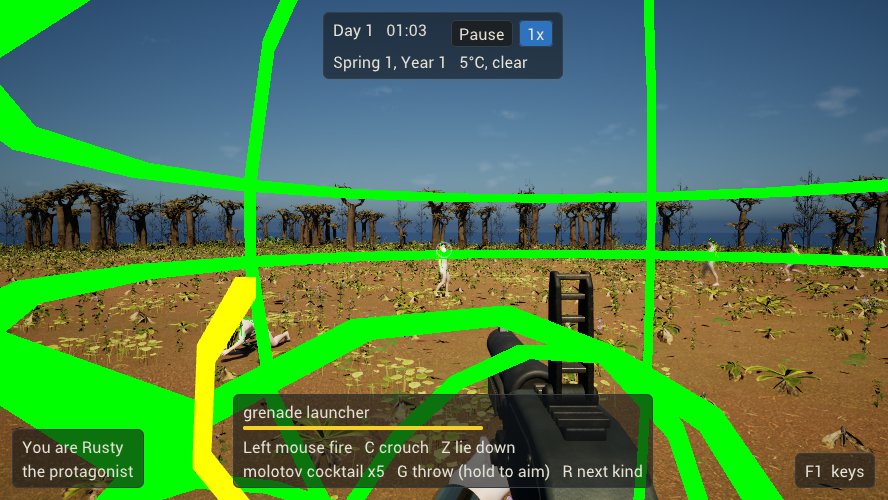 Day 1 01:03 Pause 1x
Spring 1, Year 1 5°C, clear
grenade launcher
Left mouse fire C crouch Z lie down
molotov cocktail x5 G throw (hold to aim) R next kind
You are Rusty
the protagonist
F1 keys